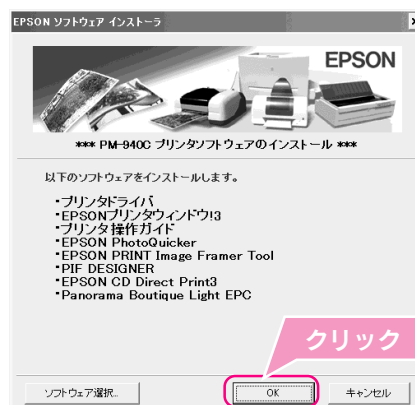 EPSON ソフトウェア インストーラ
EPSON
*** PM-940C プリンタソフトウェアのインストール ***
以下のソフトウェアをインストールします。
・プリンタドライバ
・EPSONプリンタウィンドウ!3
・プリンタ操作ガイド
・EPSON PhotoQuicker
・EPSON PRINT Image Framer Tool
・PIF DESIGNER
・EPSON CD Direct Print3
・Panorama Boutique Light EPC
クリック
ソフトウェア選択...
OK
キャンセル